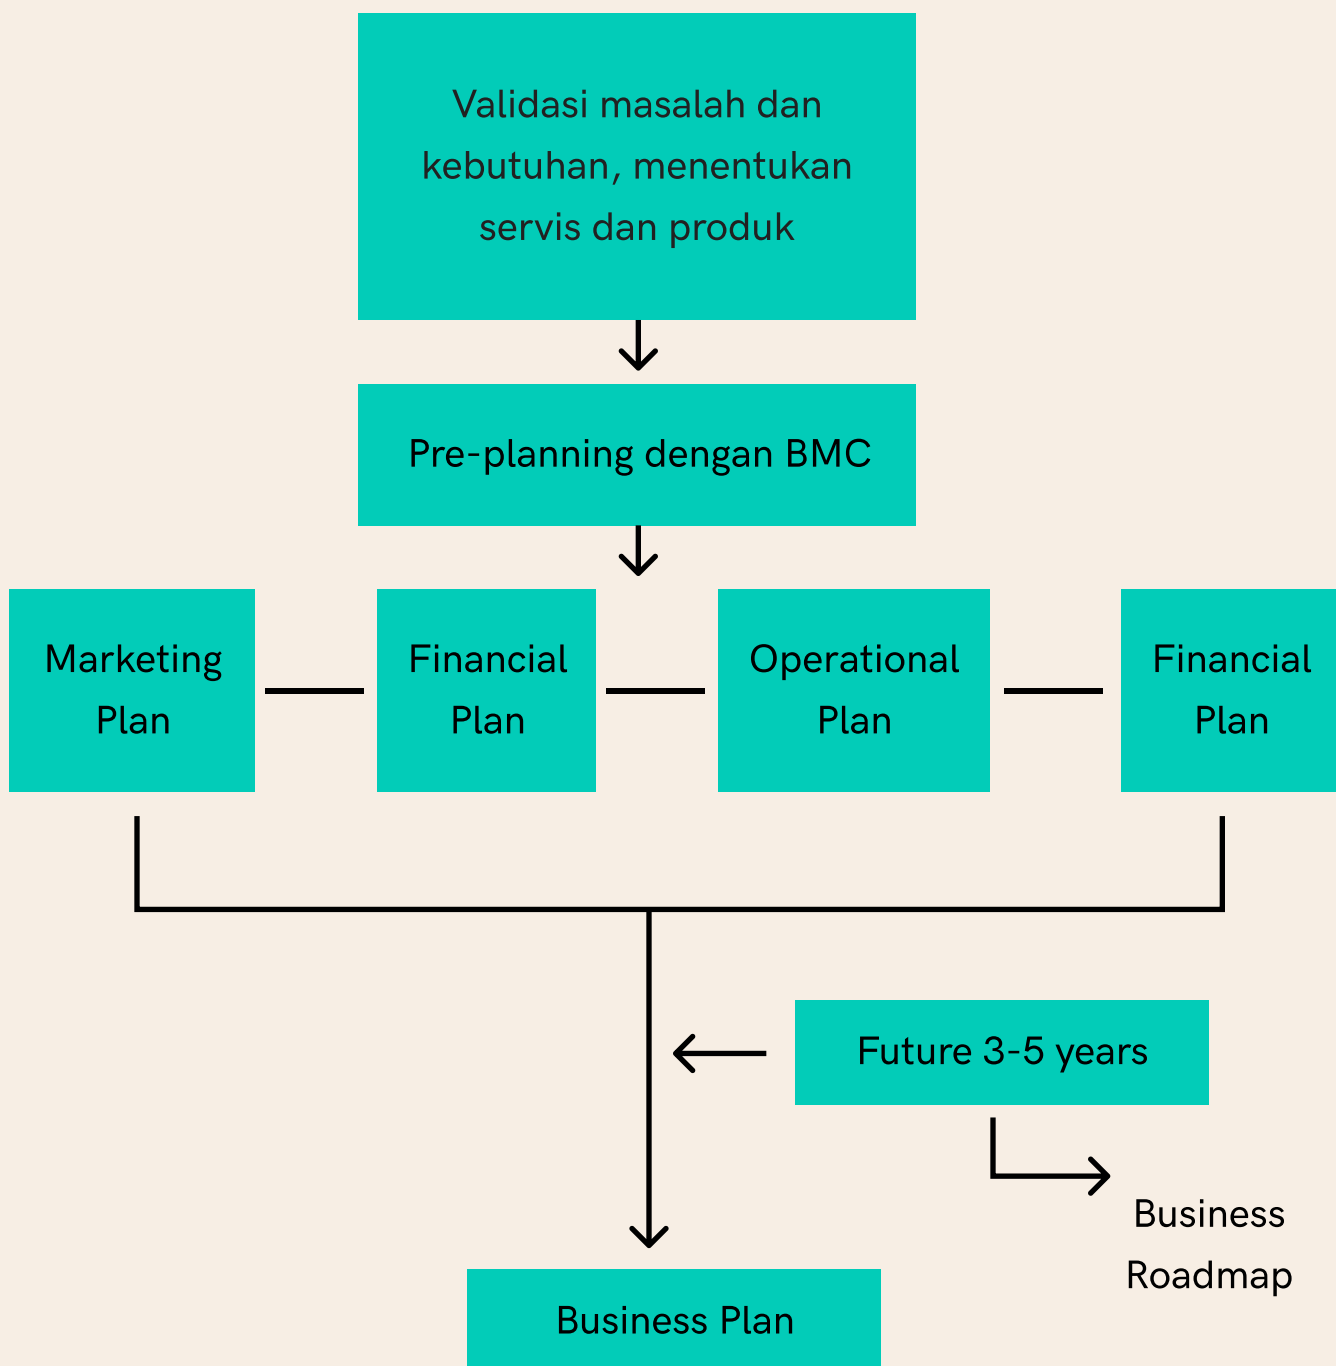 Validasi masalah dan
kebutuhan, menentukan
servis dan produk
Pre-planning dengan BMC
Marketing
Plan
Financial
Plan
Operational
Plan
Financial
Plan
Future 3-5 years
Business
Roadmap
Business Plan